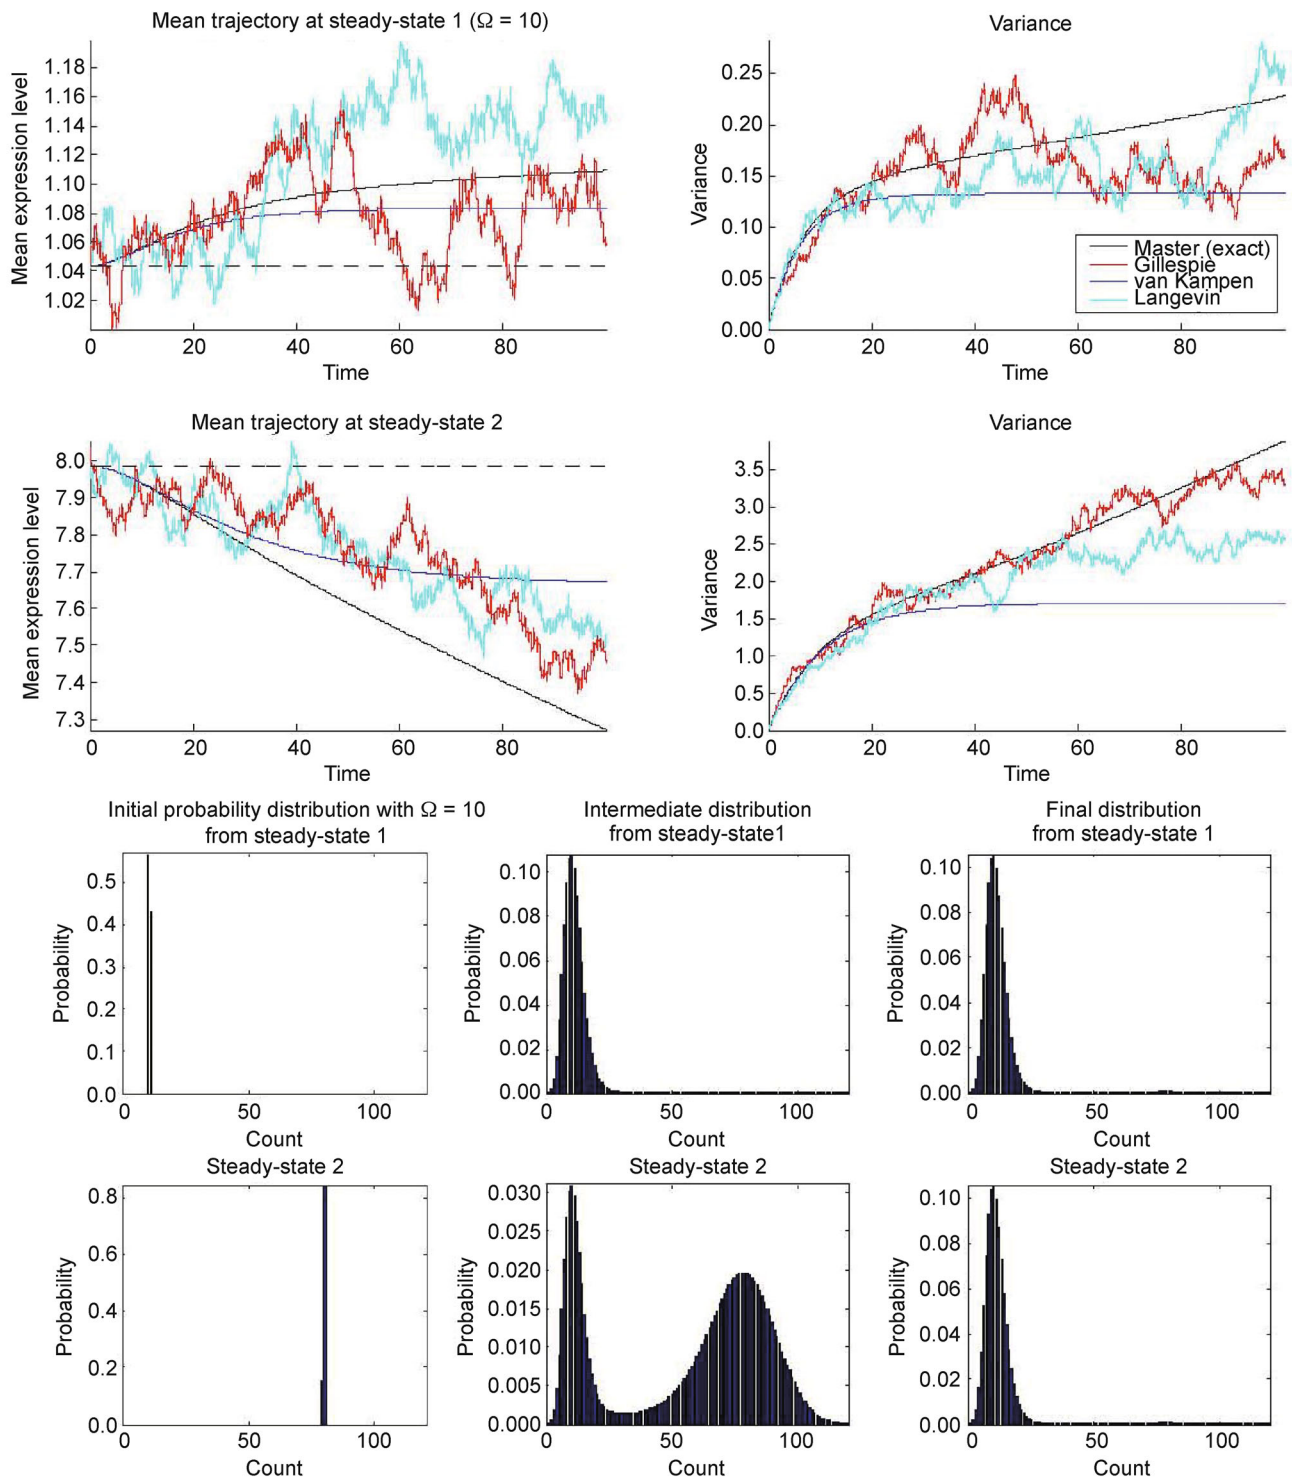 Mean trajectory at steady-state 1 (Ω = 10)
Mean expression level
1.18
1.16
1.14
1.12
1.10
1.08
1.06
1.04
1.02
0 20 40 60 80
Time
Variance
Variance
0.25
0.20
0.15
0.10
0.05
0.00
Master (exact)
Gillespie
van Kampen
Langevin
0 20 40 60 80
Time
Mean trajectory at steady-state 2
Mean expression level
8.0
7.9
7.8
7.7
7.6
7.5
7.4
7.3
0 20 40 60 80
Time
Variance
Variance
3.5
3.0
2.5
2.0
1.5
1.0
0.5
0.0
0 20 40 60 80
Time
Initial probability distribution with Ω = 10
from steady-state 1
Probability
0.5
0.4
0.3
0.2
0.1
0.0
0 50 100
Count
Intermediate distribution
from steady-state1
Probability
0.10
0.08
0.06
0.04
0.02
0.00
0 50 100
Count
Final distribution
from steady-state 1
Probability
0.10
0.08
0.06
0.04
0.02
0.00
0 50 100
Count
Steady-state 2
Probability
0.8
0.6
0.4
0.2
0.0
0 50 100
Count
Steady-state 2
Probability
0.030
0.025
0.020
0.015
0.010
0.005
0.000
0 50 100
Count
Steady-state 2
Probability
0.10
0.08
0.06
0.04
0.02
0.00
0 50 100
Count